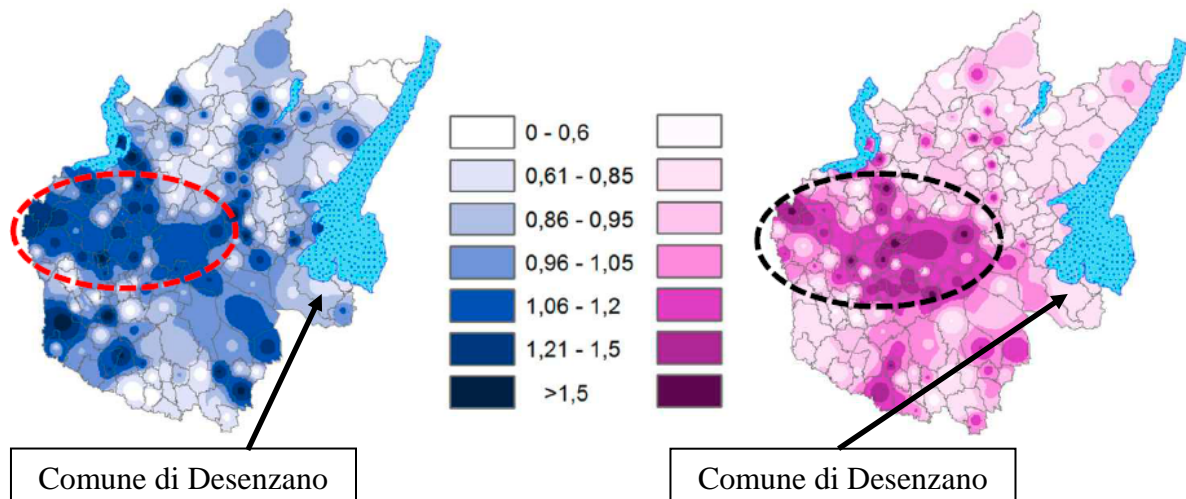 0 - 0,6
0,61 - 0,85
0,86 - 0,95
0,96 - 1,05
1,06 - 1,2
1,21 - 1,5
>1,5
Comune di Desenzano
Comune di Desenzano